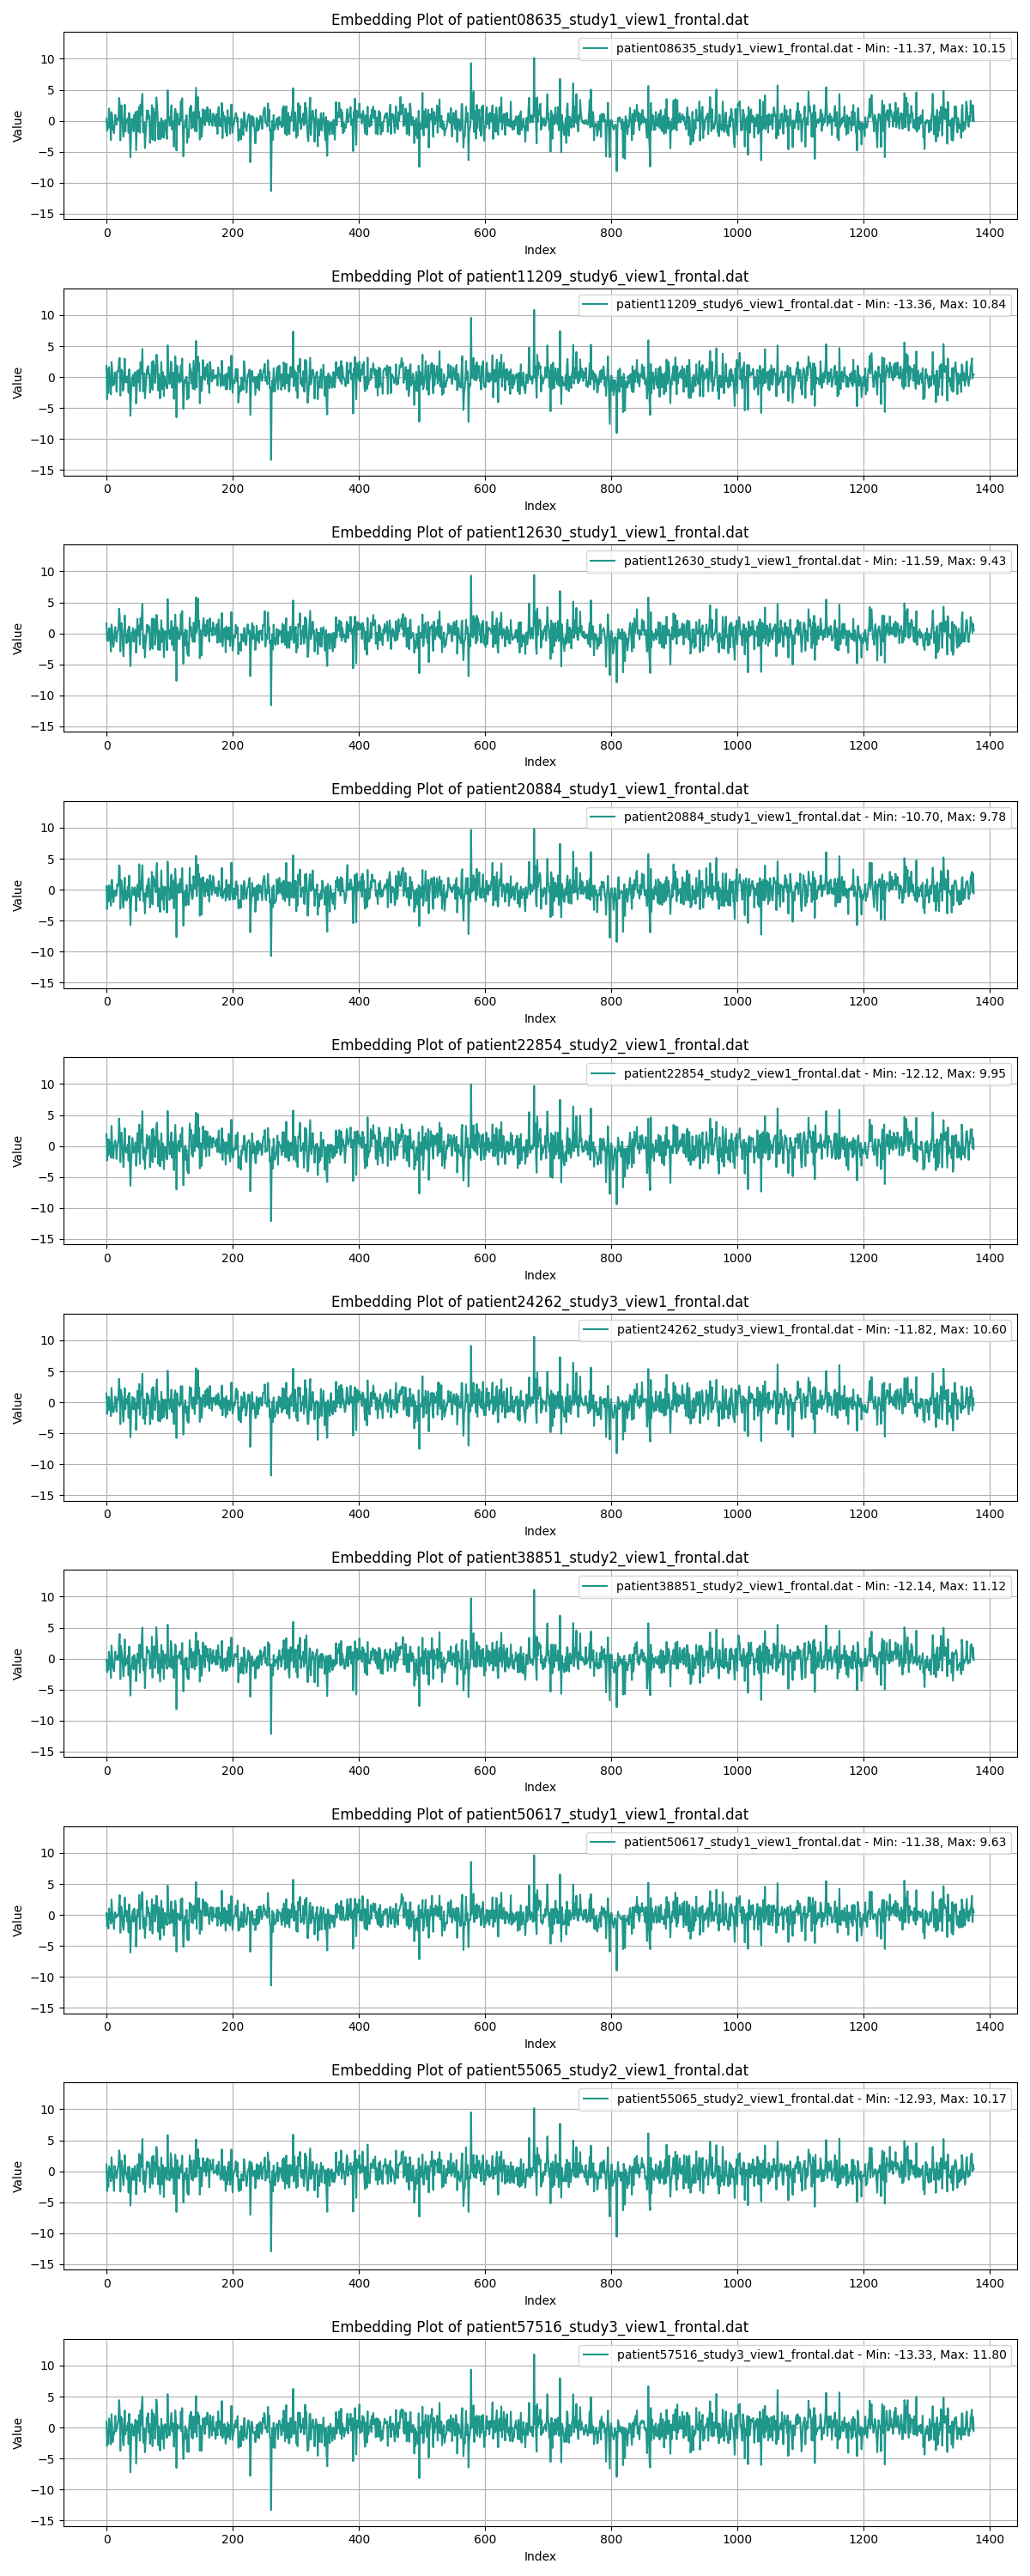 Embedding Plot of patient08635_study1_view1_frontal.dat
patient08635_study1_view1_frontal.dat - Min: -11.37, Max: 10.15
Value
10
5
0
−5
−10
−15
0 200 400 600 800 1000 1200 1400
Index
Embedding Plot of patient11209_study6_view1_frontal.dat
patient11209_study6_view1_frontal.dat - Min: -13.36, Max: 10.84
Value
10
5
0
−5
−10
−15
0 200 400 600 800 1000 1200 1400
Index
Embedding Plot of patient12630_study1_view1_frontal.dat
patient12630_study1_view1_frontal.dat - Min: -11.59, Max: 9.43
Value
10
5
0
−5
−10
−15
0 200 400 600 800 1000 1200 1400
Index
Embedding Plot of patient20884_study1_view1_frontal.dat
patient20884_study1_view1_frontal.dat - Min: -10.70, Max: 9.78
Value
10
5
0
−5
−10
−15
0 200 400 600 800 1000 1200 1400
Index
Embedding Plot of patient22854_study2_view1_frontal.dat
patient22854_study2_view1_frontal.dat - Min: -12.12, Max: 9.95
Value
10
5
0
−5
−10
−15
0 200 400 600 800 1000 1200 1400
Index
Embedding Plot of patient24262_study3_view1_frontal.dat
patient24262_study3_view1_frontal.dat - Min: -11.82, Max: 10.60
Value
10
5
0
−5
−10
−15
0 200 400 600 800 1000 1200 1400
Index
Embedding Plot of patient38851_study2_view1_frontal.dat
patient38851_study2_view1_frontal.dat - Min: -12.14, Max: 11.12
Value
10
5
0
−5
−10
−15
0 200 400 600 800 1000 1200 1400
Index
Embedding Plot of patient50617_study1_view1_frontal.dat
patient50617_study1_view1_frontal.dat - Min: -11.38, Max: 9.63
Value
10
5
0
−5
−10
−15
0 200 400 600 800 1000 1200 1400
Index
Embedding Plot of patient55065_study2_view1_frontal.dat
patient55065_study2_view1_frontal.dat - Min: -12.93, Max: 10.17
Value
10
5
0
−5
−10
−15
0 200 400 600 800 1000 1200 1400
Index
Embedding Plot of patient57516_study3_view1_frontal.dat
patient57516_study3_view1_frontal.dat - Min: -13.33, Max: 11.80
Value
10
5
0
−5
−10
−15
0 200 400 600 800 1000 1200 1400
Index